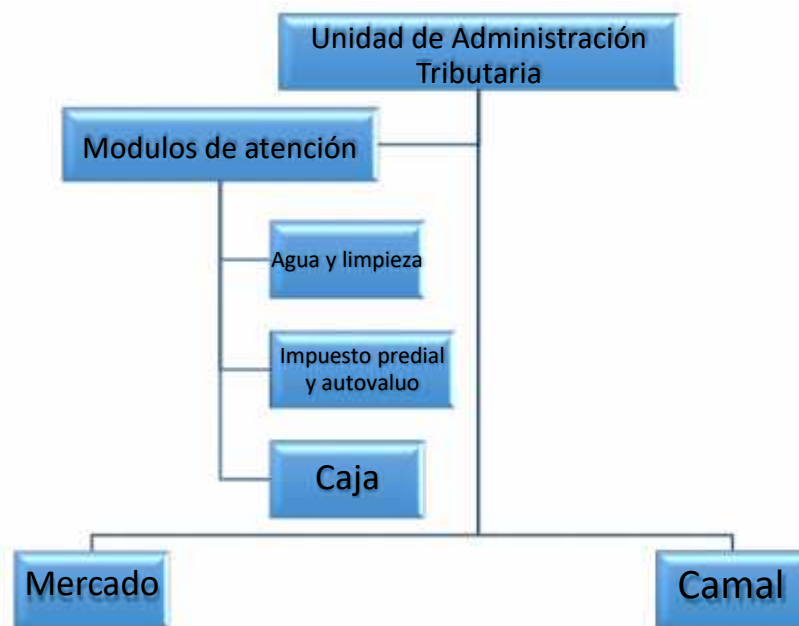 Unidad de Administración
Tributaria
Modulos de atención
Agua y limpieza
Impuesto predial
y autovaluo
Caja
Mercado
Camal